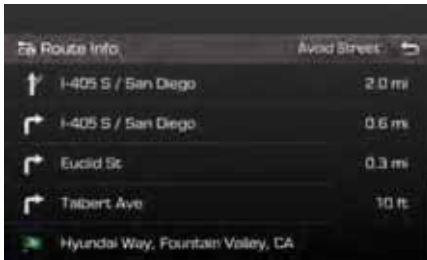 Route Info Avoid Street
I-405 S / San Diego 2.0 mi
I-405 S / San Diego 0.6 mi
Euclid St 0.3 mi
Talbert Ave 10 ft
Hyundai Way, Fountain Valley, CA